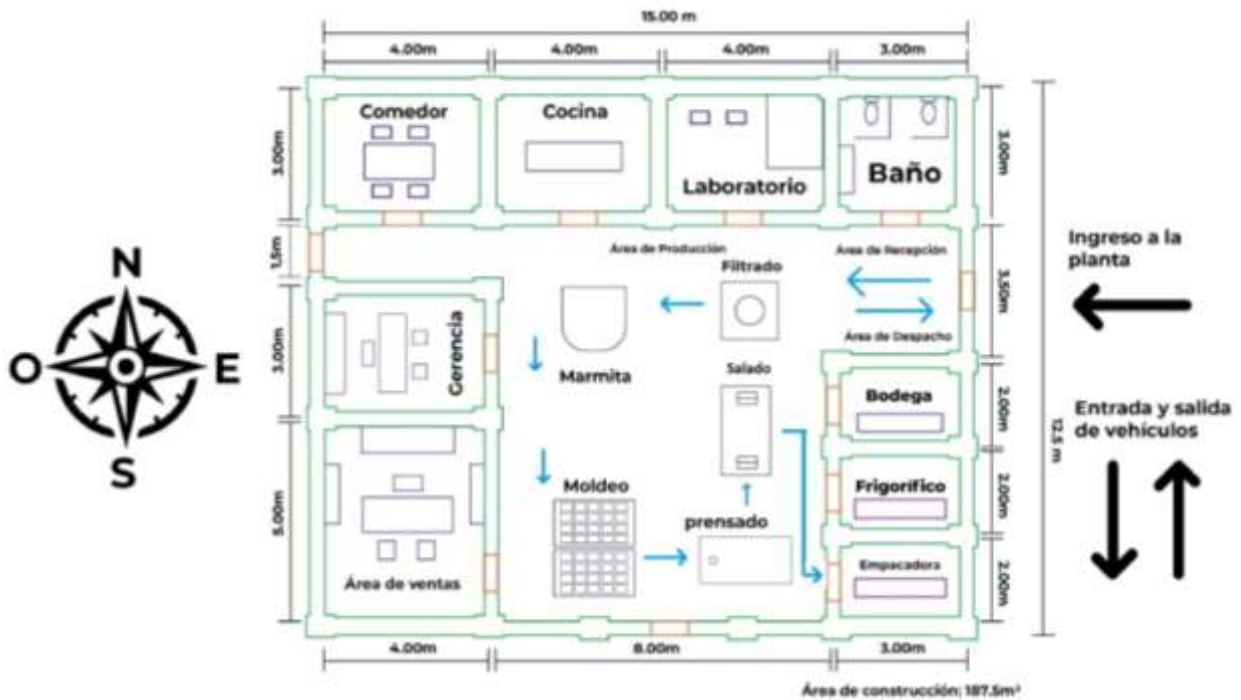 15.00 m
4.00m
4.00m
4.00m
3.00m
Comedor
Cocina
Laboratorio
Baño
3.00m
3.00m
1,5m
Área de Producción
Área de Recepción
Filtrado
3,50m
Área de Despacho
Ingreso a la
planta
N
O
E
S
3.00m
Gerencia
Marmita
Salado
Bodega
2.00m
12.5 m
Entrada y salida
de vehículos
5.00m
Moldeo
prensado
Frigorífico
2.00m
Área de ventas
Empacadora
2.00m
4.00m
8.00m
3.00m
Área de construcción: 187.5m²